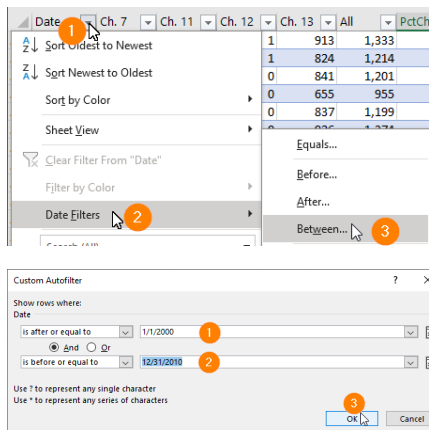 Date Ch. 7 Ch. 11 Ch. 12 Ch. 13 All PctCh
1
Sort Oldest to Newest 1 913 1,333
1 824 1,214
Sort Newest to Oldest 0 841 1,201
Sort by Color 0 655 955
0 837 1,199
Sheet View
Clear Filter From "Date" Equals...
Filter by Color Before...
Date Filters 2 After...
Between... 3
Search (All)
Custom Autofilter ? X
Show rows where:
Date
is after or equal to 1/1/2000 1
And Or
is before or equal to 12/31/2010 2
Use ? to represent any single character
Use * to represent any series of characters
3
OK Cancel